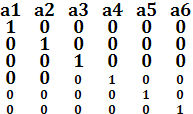 a1 a2 a3 a4 a5 a6
1 0 0 0 0 0
0 1 0 0 0 0
0 0 1 0 0 0
0 0 0 1 0 0
0 0 0 0 1 0
0 0 0 0 0 1